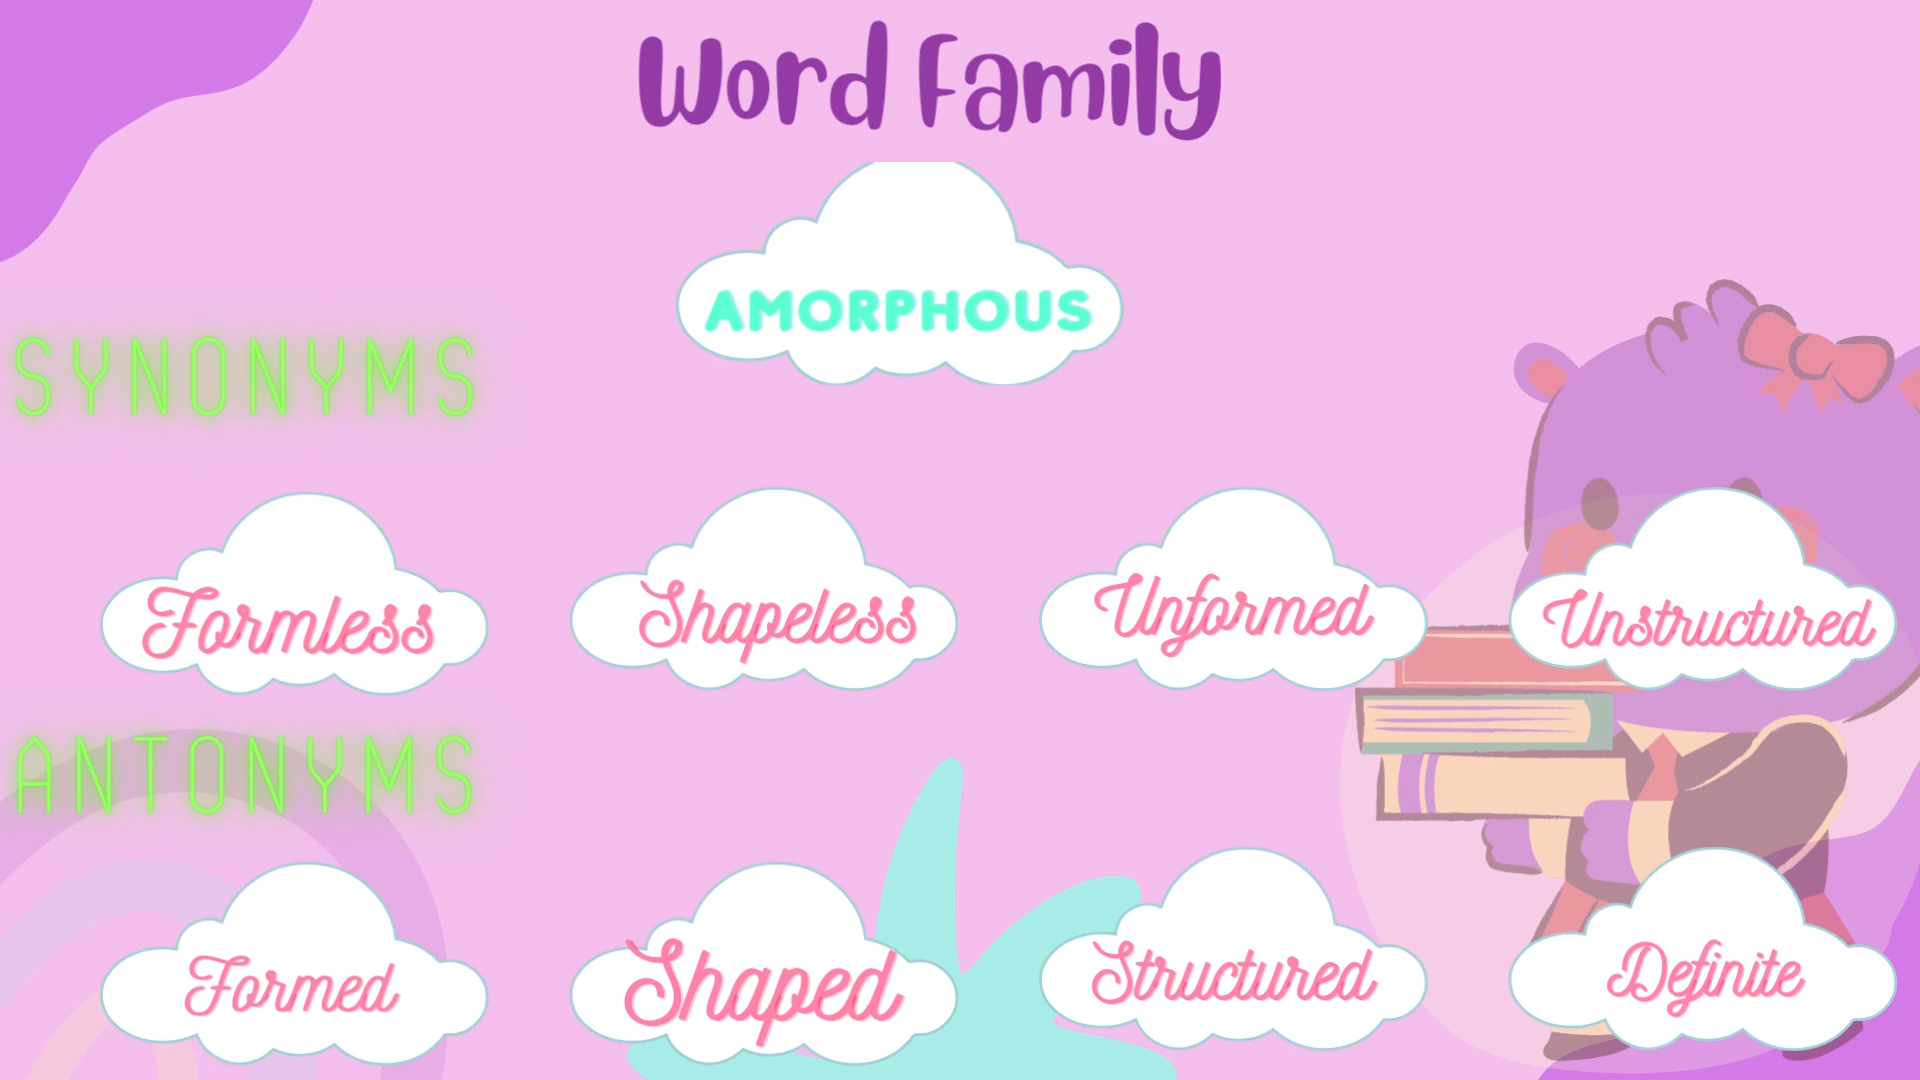 Word Family
AMORPHOUS
SYNONYMS
Formless Shapeless Unformed Unstructured
ANTONYMS
Formed Shaped Structured Definite